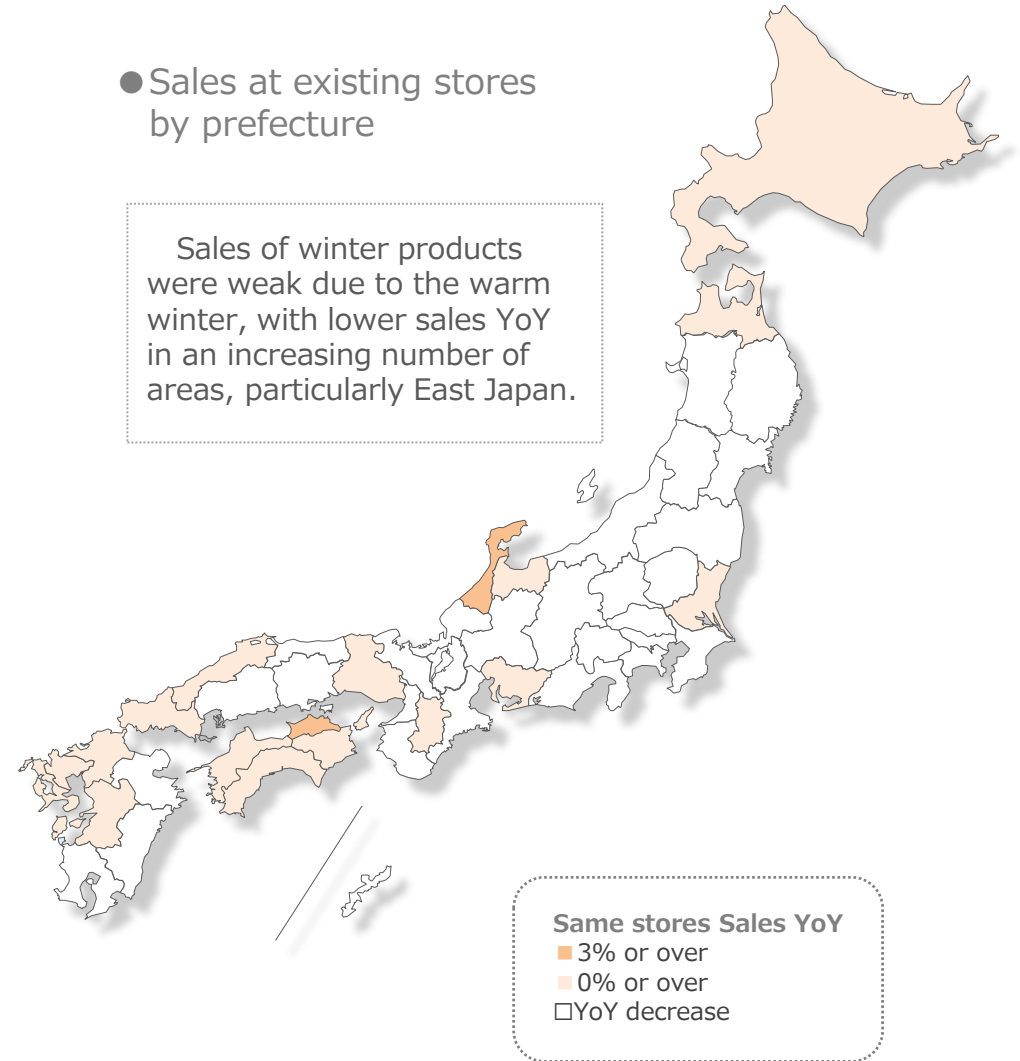 ●Sales at existing stores
by prefecture
Sales of winter products
were weak due to the warm
winter, with lower sales YoY
in an increasing number of
areas, particularly East Japan.
Same stores Sales YoY
■3% or over
■0% or over
□YoY decrease